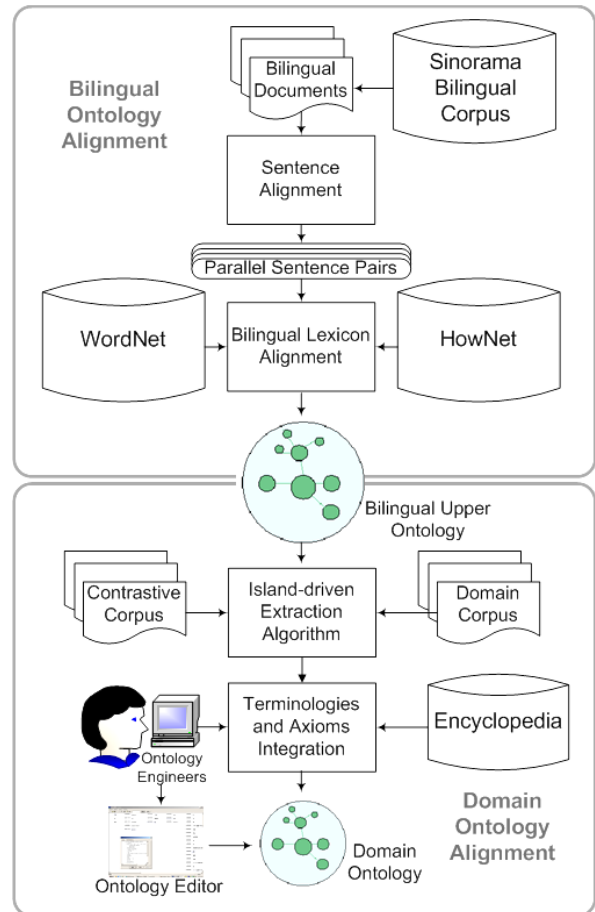 Bilingual
Ontology
Alignment
Bilingual
Documents
Sinorama
Bilingual
Corpus
Sentence
Alignment
Parallel Sentence Pairs
WordNet
Bilingual Lexicon
Alignment
HowNet
Bilingual Upper
Ontology
Contrastive
Corpus
Island-driven
Extraction
Algorithm
Domain
Corpus
Ontology
Engineers
Terminologies
and Axioms
Integration
Encyclopedia
Ontology Editor
Domain
Ontology
Domain
Ontology
Alignment